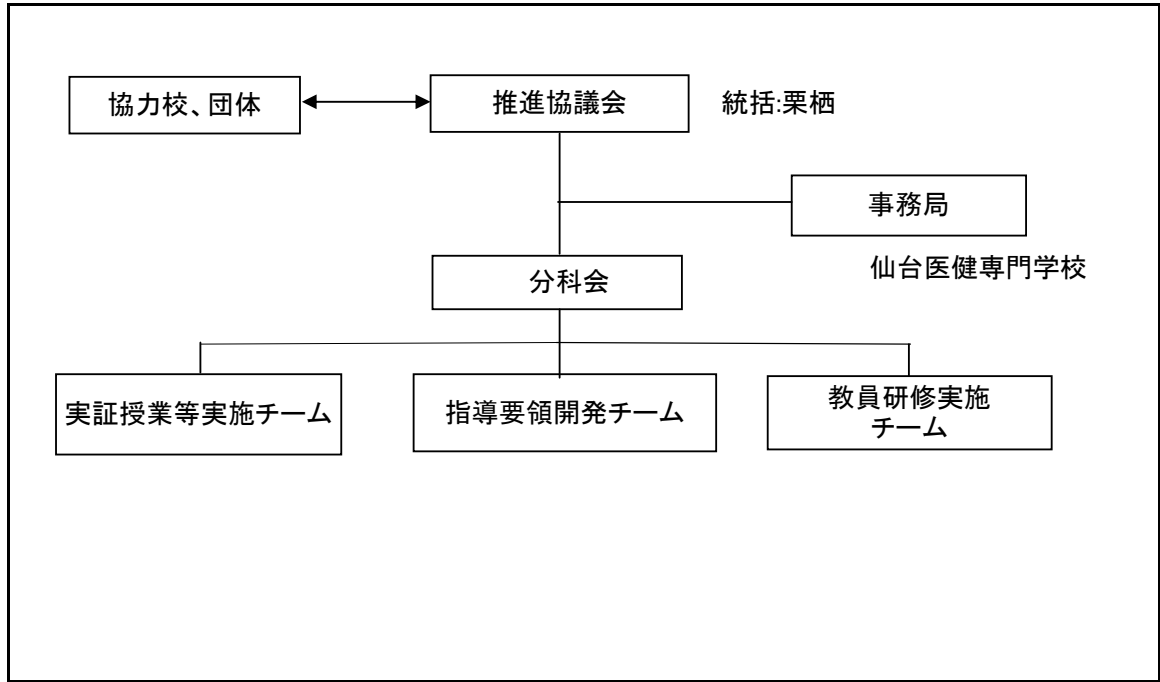 協力校、団体
推進協議会
統括:栗栖
事務局
仙台医健専門学校
分科会
実証授業等実施チーム
指導要領開発チーム
教員研修実施
チーム